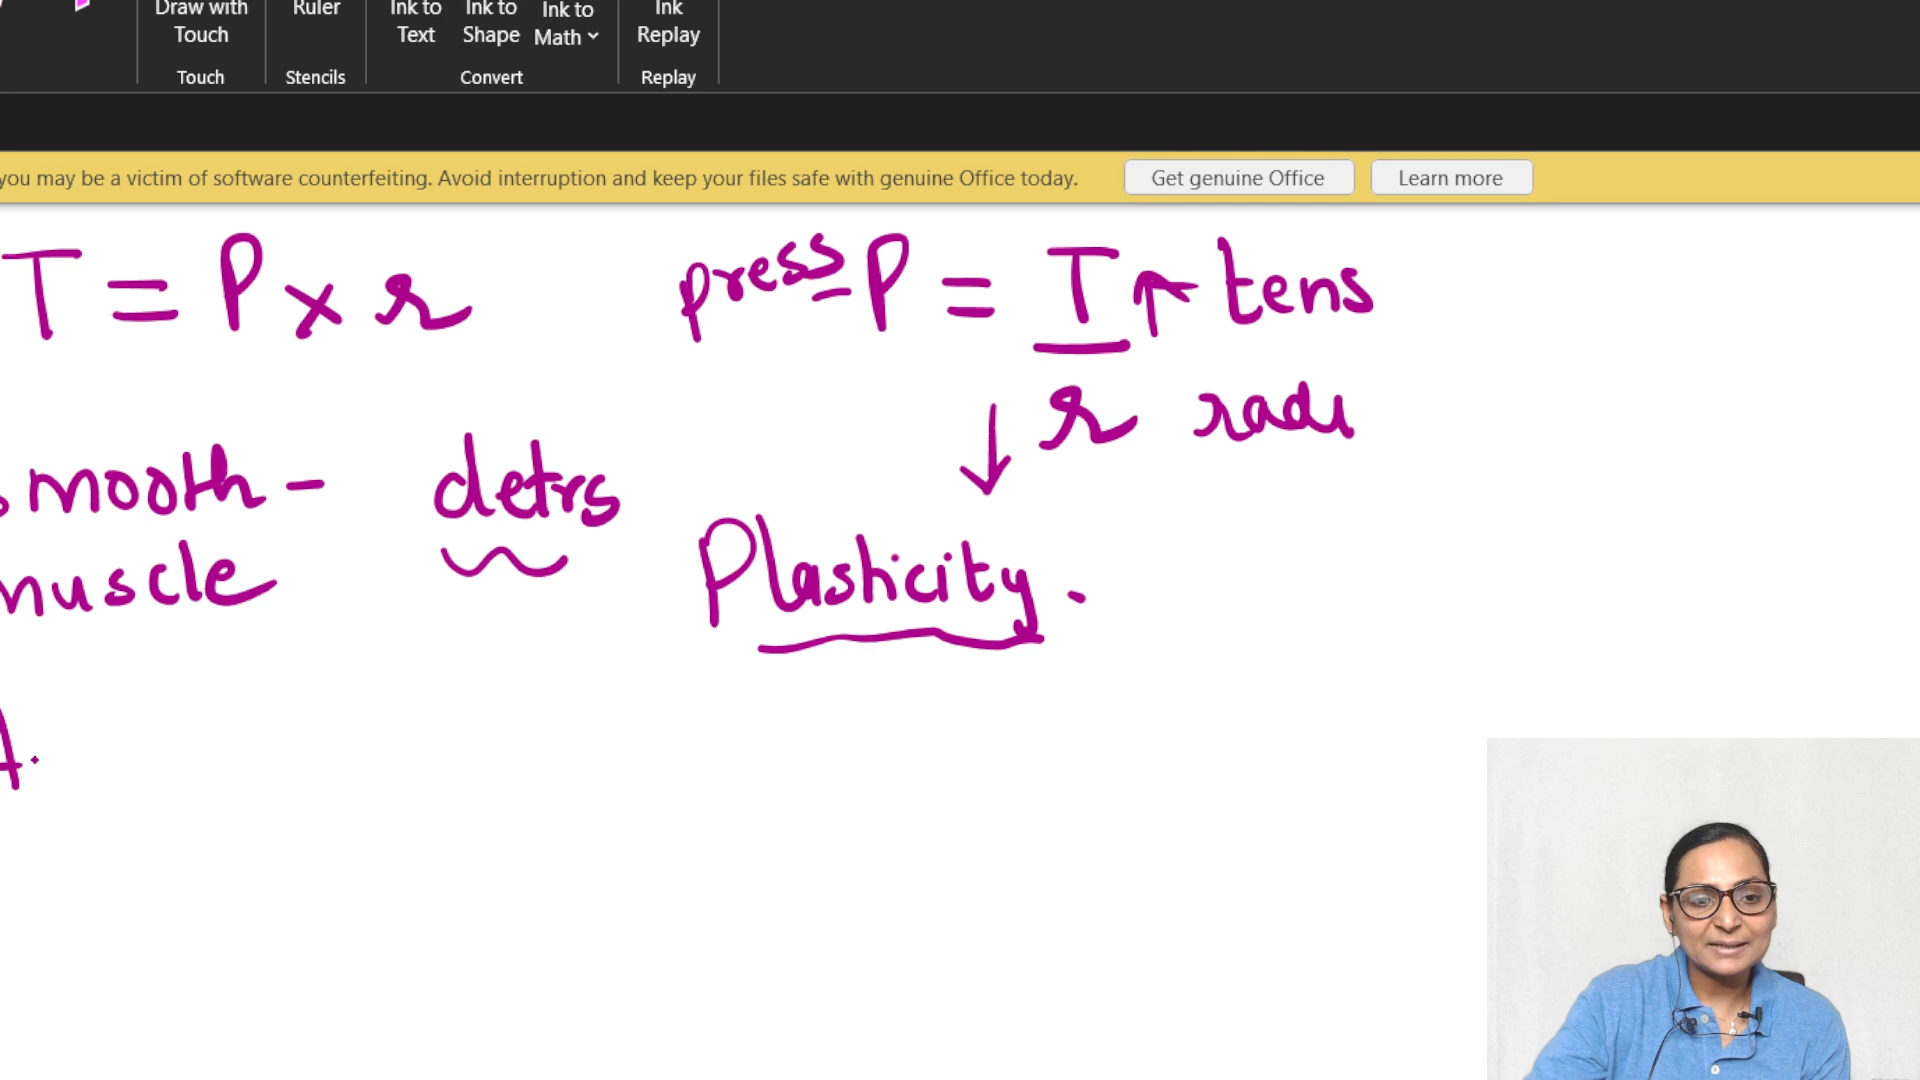 Draw with Touch
Ruler
Ink to Text
Ink to Shape
Ink to Math
Ink Replay
Touch
Stencils
Convert
Replay
you may be a victim of software counterfeiting. Avoid interruption and keep your files safe with genuine Office today.
Get genuine Office
Learn more
T = P x r
press P = T ↑ tens
r radi
smooth - detrs
muscle
↓
Plasticity.